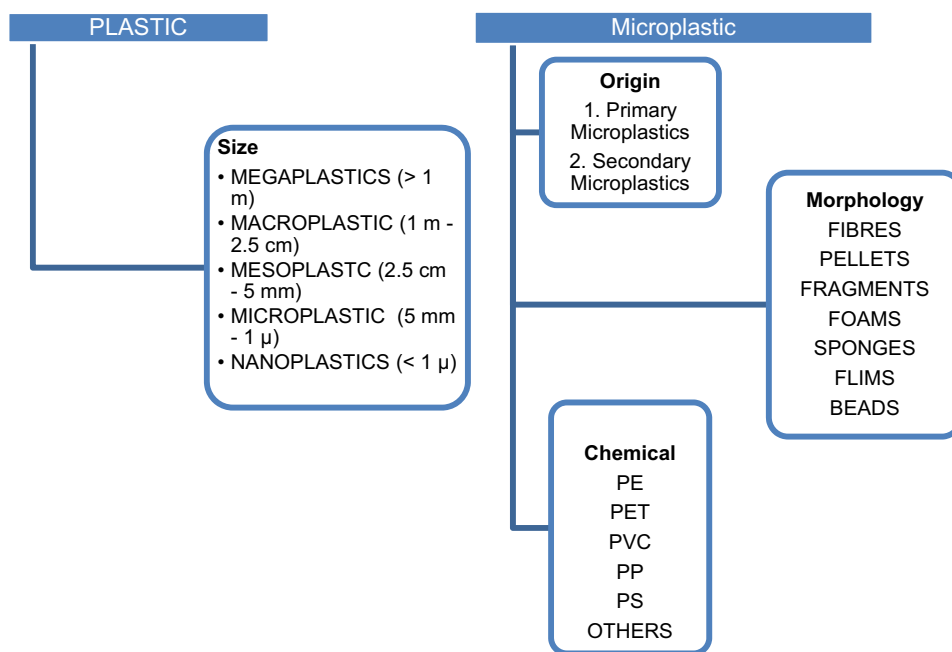 PLASTIC
Size
• MEGAPLASTICS (> 1
m)
• MACROPLASTIC (1 m -
2.5 cm)
• MESOPLASTC (2.5 cm
- 5 mm)
• MICROPLASTIC (5 mm
- 1 µ)
• NANOPLASTICS (< 1 µ)
Microplastic
Origin
1. Primary
Microplastics
2. Secondary
Microplastics
Morphology
FIBRES
PELLETS
FRAGMENTS
FOAMS
SPONGES
FLIMS
BEADS
Chemical
PE
PET
PVC
PP
PS
OTHERS